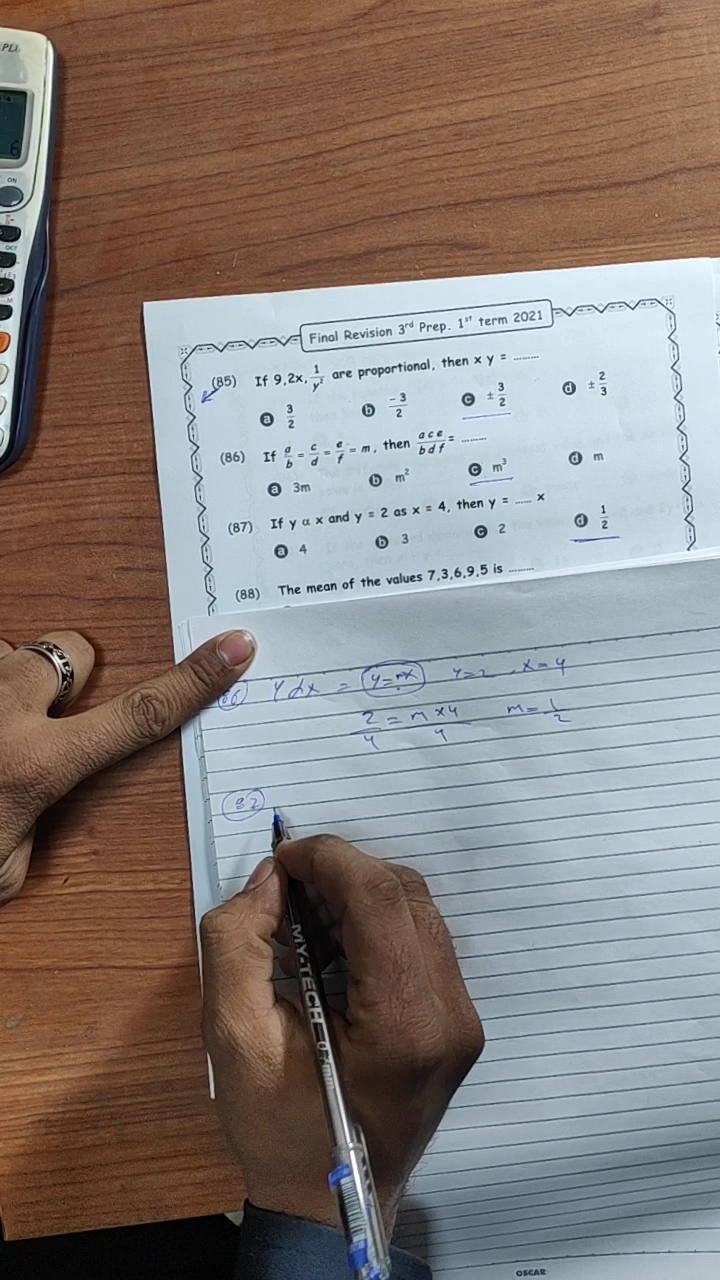 ON
Final Revision 3rd Prep. 1st term 2021
(85) If 9,2x, 1/y² are proportional, then x y = ........
a 3/2 b -3/2 c ± 3/2 d ± 2/3
(86) If a/b = c/d = e/f = m, then ace/bdf = ........
a 3m b m² c m³ d m
(87) If y α x and y = 2 as x = 4, then y = ...... x
a 4 b 3 c 2 d 1/2
(88) The mean of the values 7,3,6,9,5 is ........
86 y α x = y=mx y=2 , x=4
2/4 = m×4/4 m=1/2
87
MY-TECH 0.7mm
OSCAR